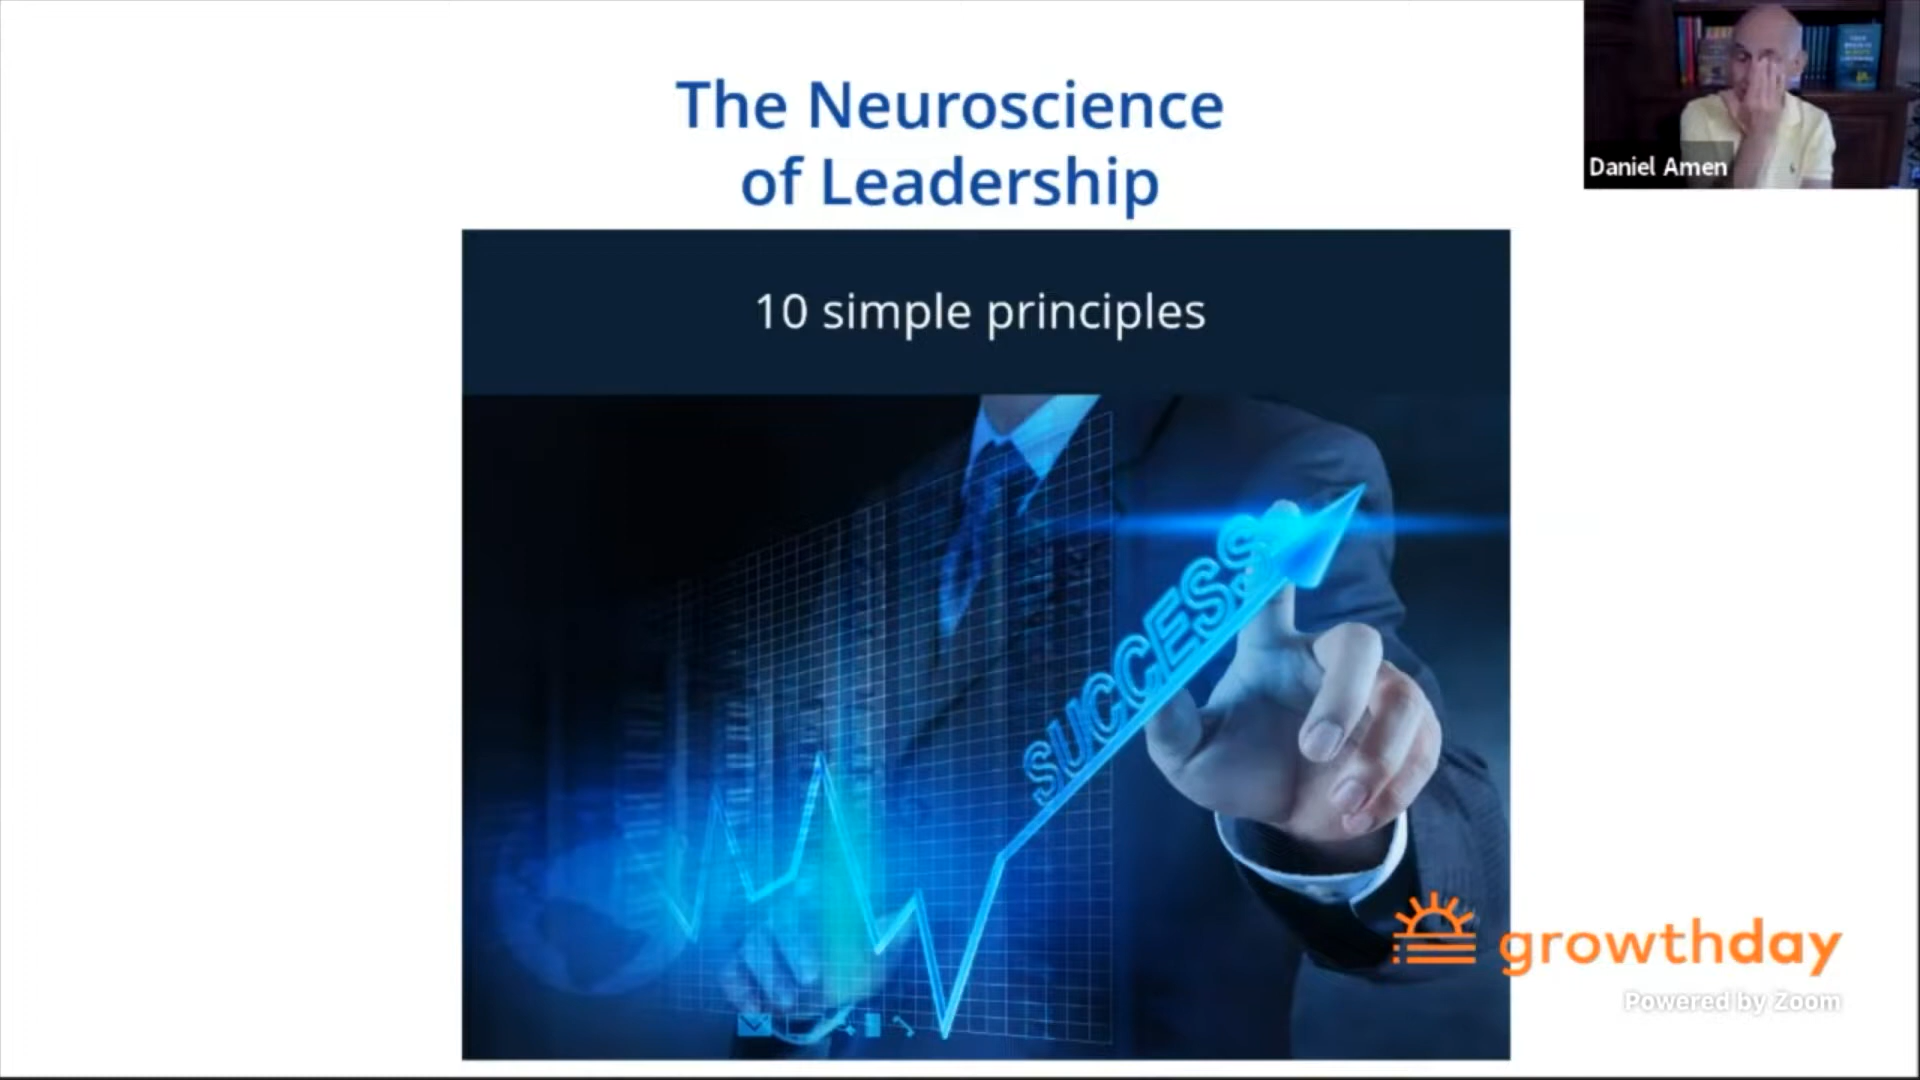 The Neuroscience
of Leadership
10 simple principles
SUCCESS
Daniel Amen
growthday
Powered by Zoom